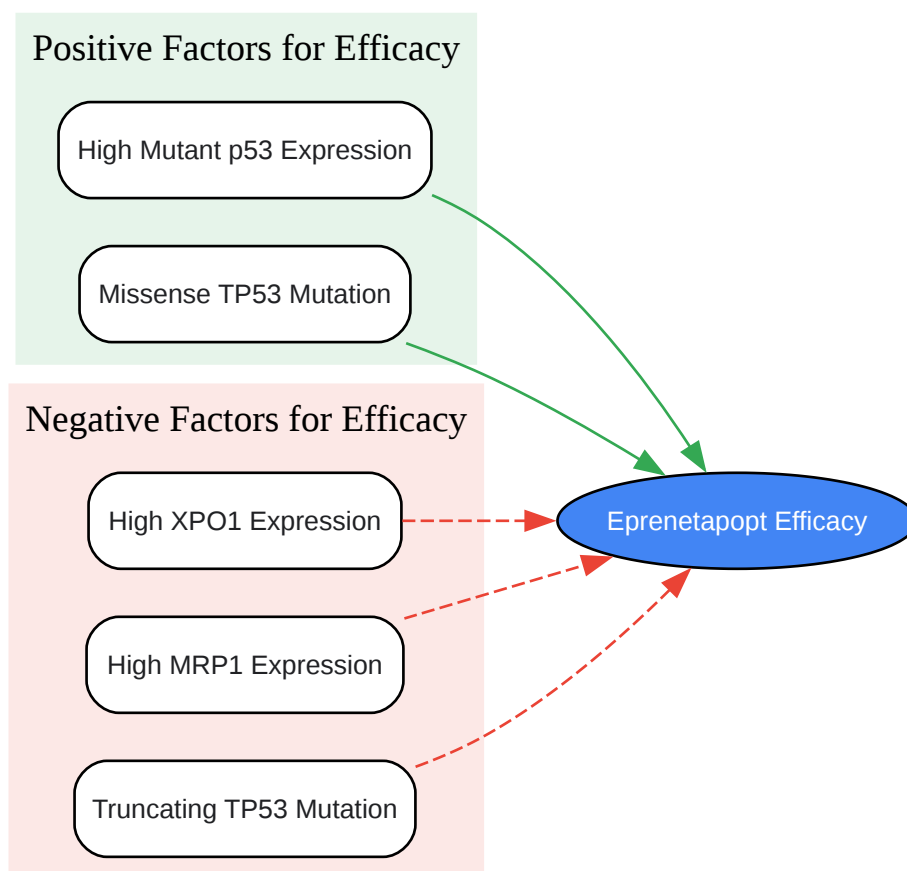 Positive Factors for Efficacy
High Mutant p53 Expression
Missense TP53 Mutation
Negative Factors for Efficacy
High XPO1 Expression
High MRP1 Expression
Truncating TP53 Mutation
Eprenetapopt Efficacy